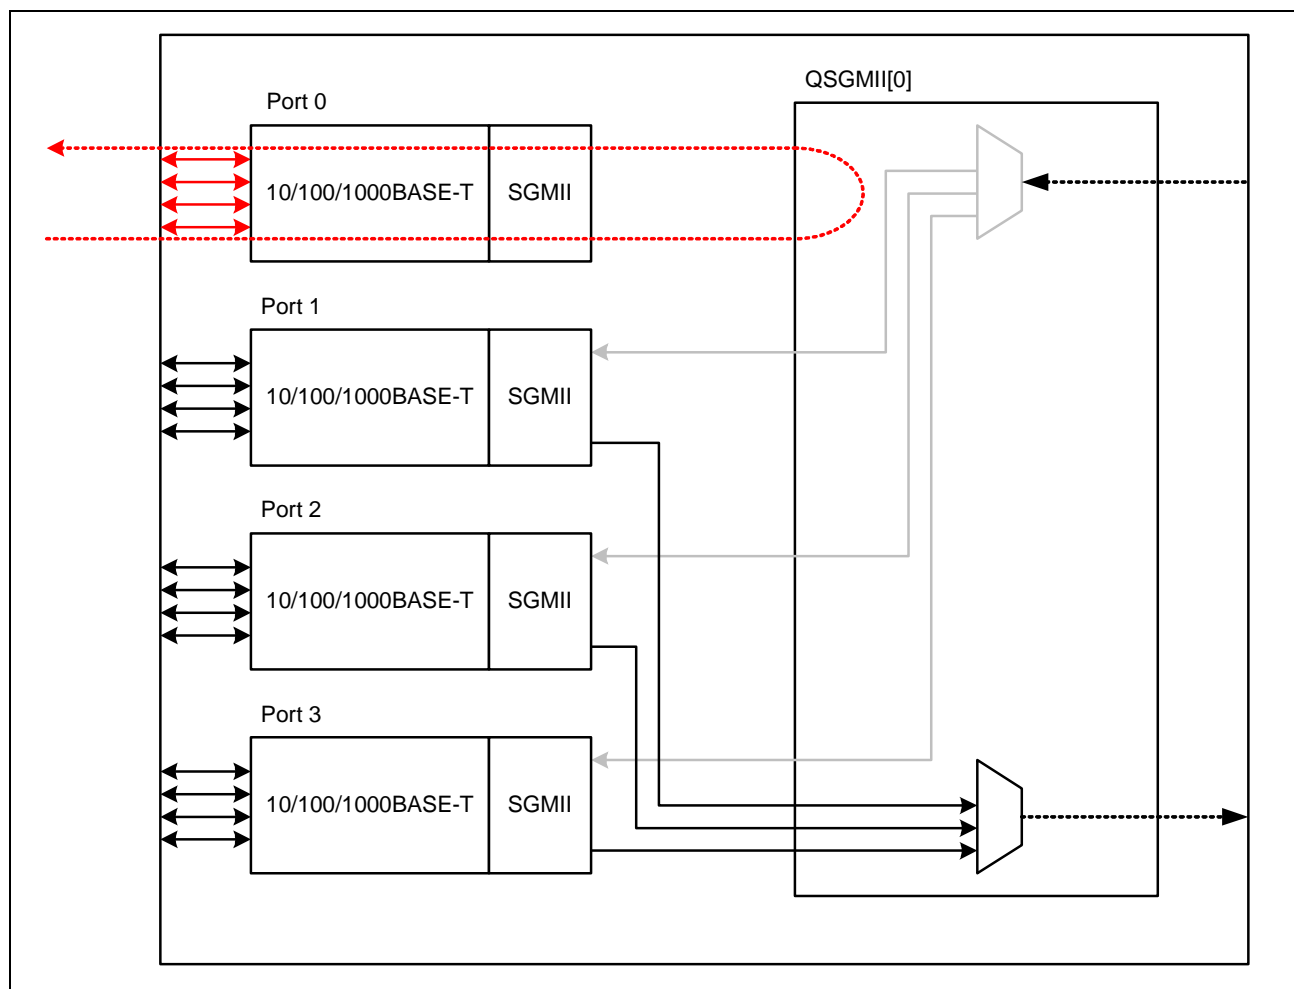 QSGMII[0]
Port 0
10/100/1000BASE-T SGMII
Port 1
10/100/1000BASE-T SGMII
Port 2
10/100/1000BASE-T SGMII
Port 3
10/100/1000BASE-T SGMII